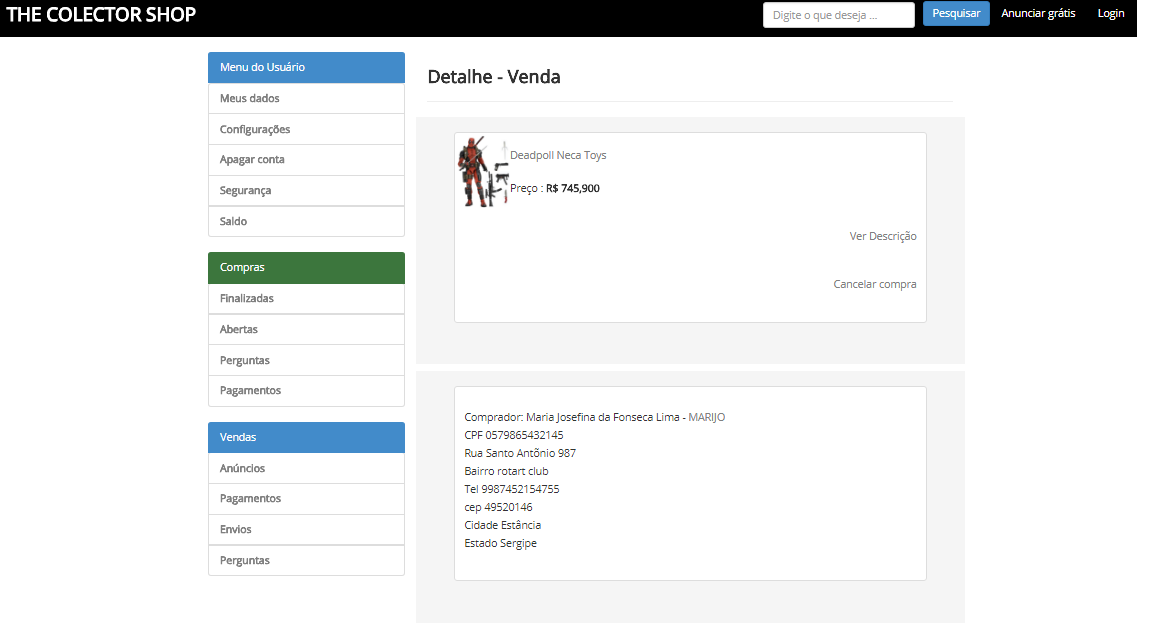 THE COLECTOR SHOP
Digite o que deseja ...
Pesquisar
Anunciar grátis
Login
Menu do Usuário
Meus dados
Configurações
Apagar conta
Segurança
Saldo
Compras
Finalizadas
Abertas
Perguntas
Pagamentos
Vendas
Anúncios
Pagamentos
Envios
Perguntas
Detalhe - Venda
Deadpoll Neca Toys
Preço : R$ 745,900
Ver Descrição
Cancelar compra
Comprador: Maria Josefina da Fonseca Lima - MARIJO
CPF 0579865432145
Rua Santo Antônio 987
Bairro rotart club
Tel 9987452154755
cep 49520146
Cidade Estância
Estado Sergipe